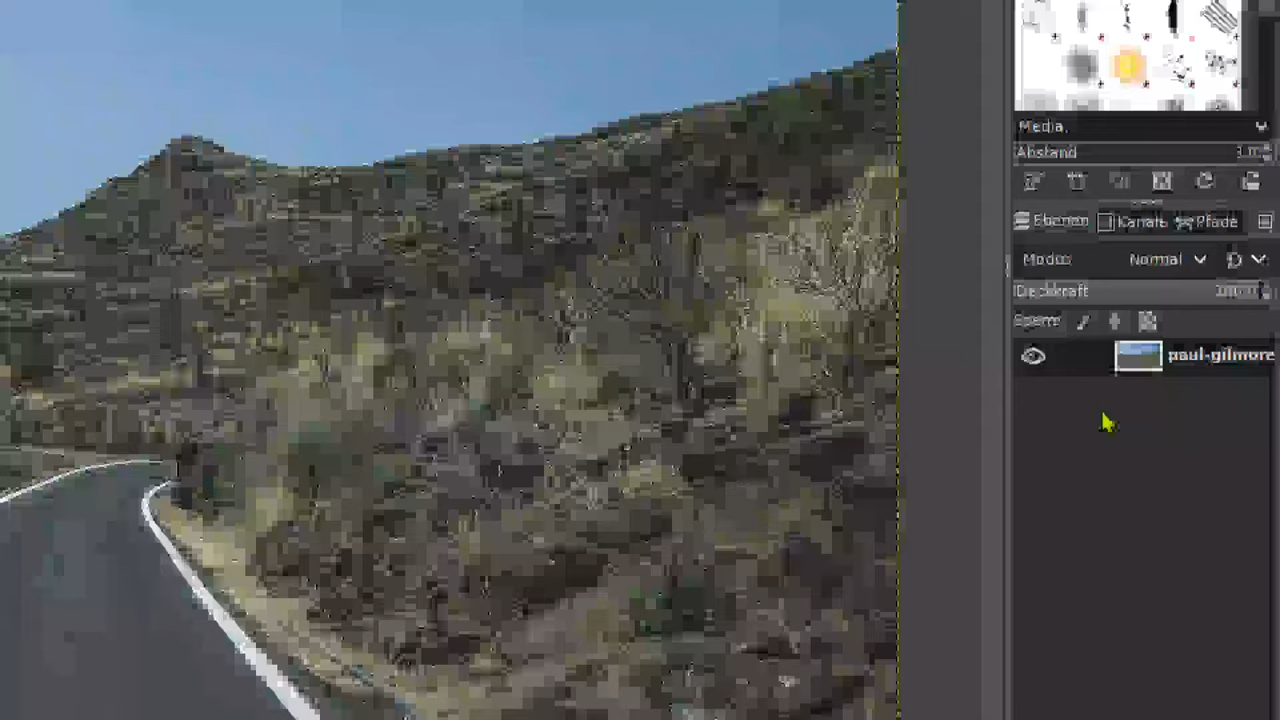 Media.
Abstand
Ebenen Kanäle Pfade
Modus Normal
Deckkraft
Sperre:
paul-gilmore